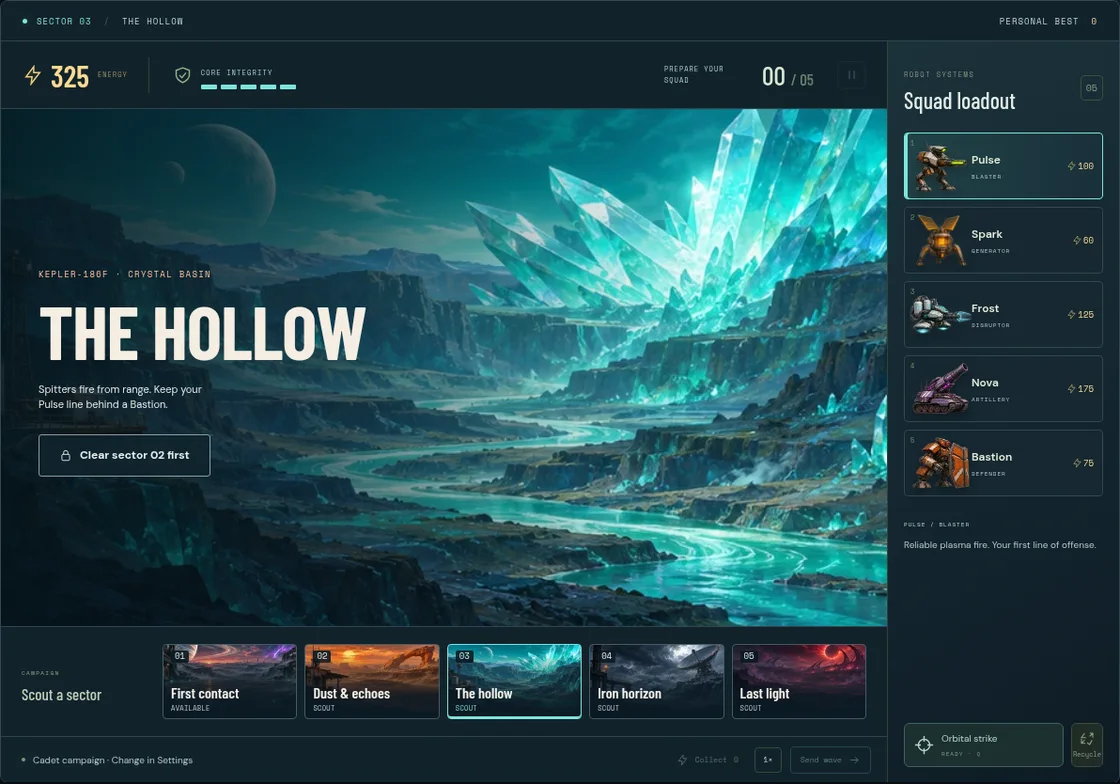 SECTOR 03 / THE HOLLOW
PERSONAL BEST 0
325 ENERGY
CORE INTEGRITY
PREPARE YOUR
SQUAD
00 / 05
ROBOT SYSTEMS
Squad loadout
05
1
Pulse
BLASTER
100
2
Spark
GENERATOR
60
3
Frost
DISRUPTOR
125
4
Nova
ARTILLERY
175
5
Bastion
DEFENDER
75
PULSE / BLASTER
Reliable plasma fire. Your first line of offense.
KEPLER-186F · CRYSTAL BASIN
THE HOLLOW
Spitters fire from range. Keep your
Pulse line behind a Bastion.
Clear sector 02 first
CAMPAIGN
Scout a sector
01
First contact
AVAILABLE
02
Dust & echoes
SCOUT
03
The hollow
SCOUT
04
Iron horizon
SCOUT
05
Last light
SCOUT
Orbital strike
READY · Q
Recycle
Cadet campaign · Change in Settings
Collect Q
1×
Send wave →